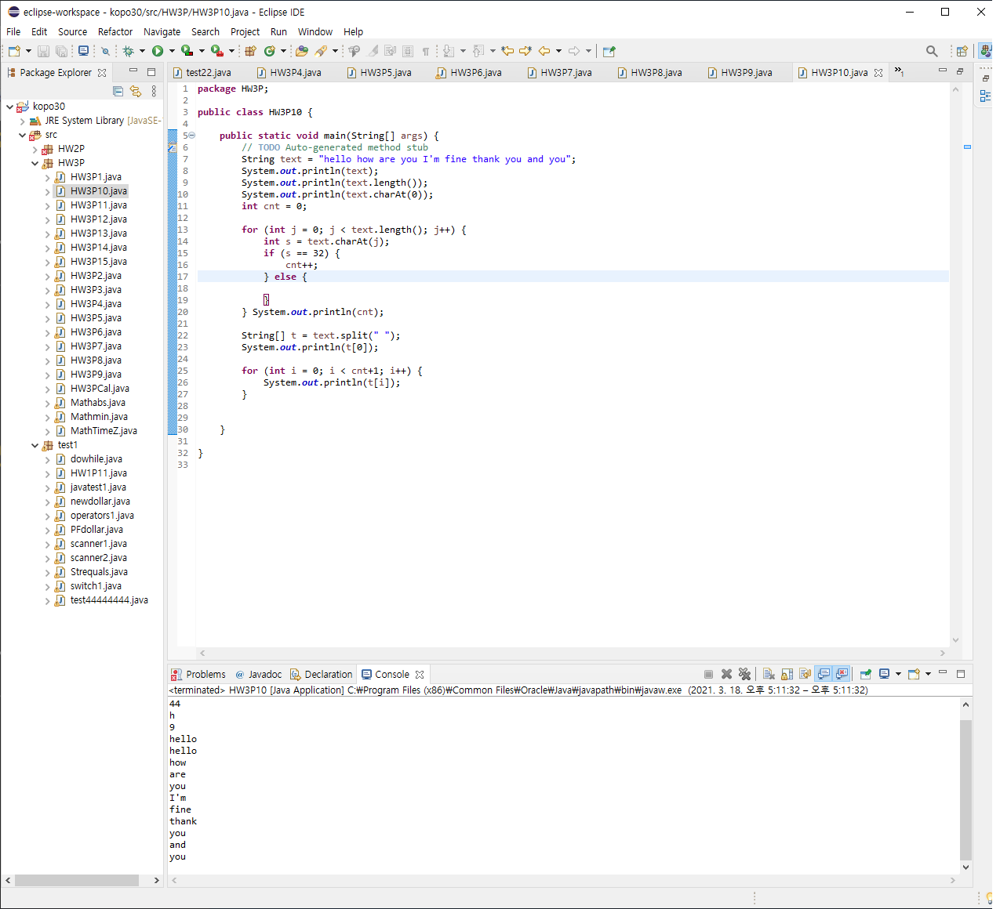 eclipse-workspace - kopo30/src/HW3P/HW3P10.java - Eclipse IDE
File Edit Source Refactor Navigate Search Project Run Window Help
Package Explorer
test22.java HW3P4.java HW3P5.java HW3P6.java HW3P7.java HW3P8.java HW3P9.java HW3P10.java »1
kopo30
JRE System Library [JavaSE-
src
HW2P
HW3P
HW3P1.java
HW3P10.java
HW3P11.java
HW3P12.java
HW3P13.java
HW3P14.java
HW3P15.java
HW3P2.java
HW3P3.java
HW3P4.java
HW3P5.java
HW3P6.java
HW3P7.java
HW3P8.java
HW3P9.java
HW3PCal.java
Mathabs.java
Mathmin.java
MathTimeZ.java
test1
dowhile.java
HW1P11.java
javatest1.java
newdollar.java
operators1.java
PFdollar.java
scanner1.java
scanner2.java
Strequals.java
switch1.java
test44444444.java
1 package HW3P;
2
3 public class HW3P10 {
4
5 public static void main(String[] args) {
6 // TODO Auto-generated method stub
7 String text = "hello how are you I'm fine thank you and you";
8 System.out.println(text);
9 System.out.println(text.length());
10 System.out.println(text.charAt(0));
11 int cnt = 0;
12
13 for (int j = 0; j < text.length(); j++) {
14 int s = text.charAt(j);
15 if (s == 32) {
16 cnt++;
17 } else {
18
19 }
20 } System.out.println(cnt);
21
22 String[] t = text.split(" ");
23 System.out.println(t[0]);
24
25 for (int i = 0; i < cnt+1; i++) {
26 System.out.println(t[i]);
27 }
28
29
30 }
31
32 }
33
Problems @ Javadoc Declaration Console
<terminated> HW3P10 [Java Application] C:₩Program Files (x86)₩Common Files₩Oracle₩Java₩javapath₩bin₩javaw.exe (2021. 3. 18. 오후 5:11:32 – 오후 5:11:32)
44
h
9
hello
hello
how
are
you
I'm
fine
thank
you
and
you